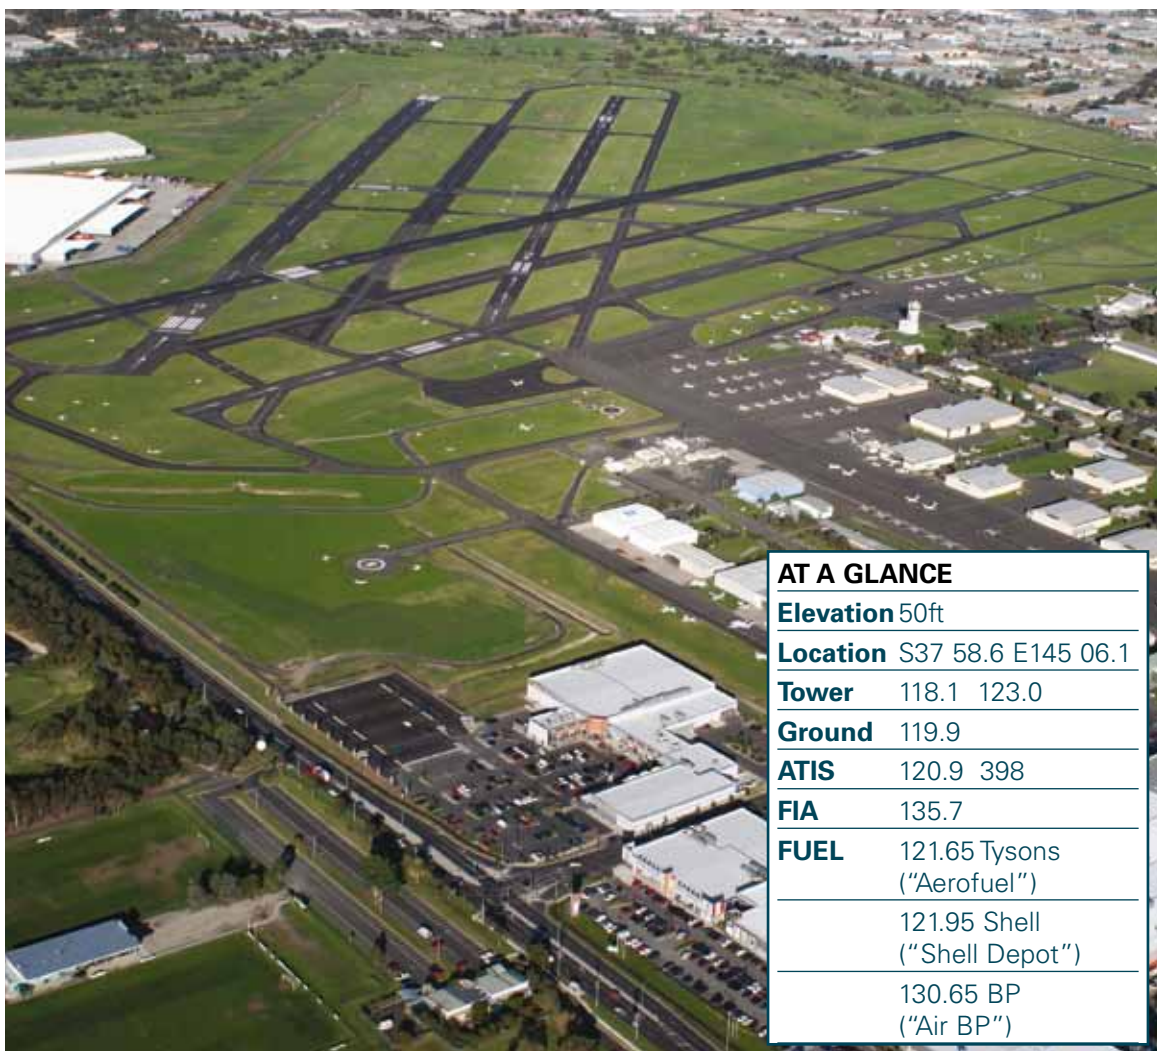 AT A GLANCE
Elevation 50ft
Location S37 58.6 E145 06.1
Tower 118.1 123.0
Ground 119.9
ATIS 120.9 398
FIA 135.7
FUEL 121.65 Tysons
(“Aerofuel”)
121.95 Shell
(“Shell Depot”)
130.65 BP
(“Air BP”)